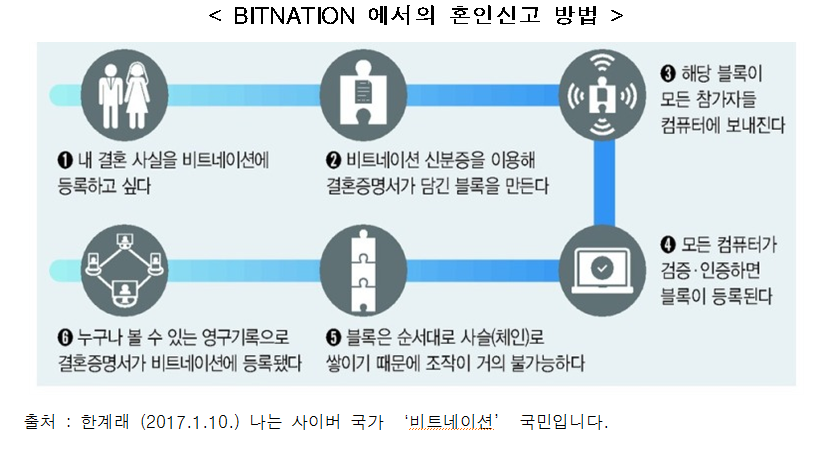 < BITNATION 에서의 혼인신고 방법 >
❶ 내 결혼 사실을 비트네이션에
등록하고 싶다
❷ 비트네이션 신분증을 이용해
결혼증명서가 담긴 블록을 만든다
❸ 해당 블록이
모든 참가자들
컴퓨터에 보내진다
❹ 모든 컴퓨터가
검증·인증하면
블록이 등록된다
❺ 블록은 순서대로 사슬(체인)로
쌓이기 때문에 조작이 거의 불가능하다
❻ 누구나 볼 수 있는 영구기록으로
결혼증명서가 비트네이션에 등록됐다
출처 : 한계래 (2017.1.10.) 나는 사이버 국가 ‘비트네이션’ 국민입니다.